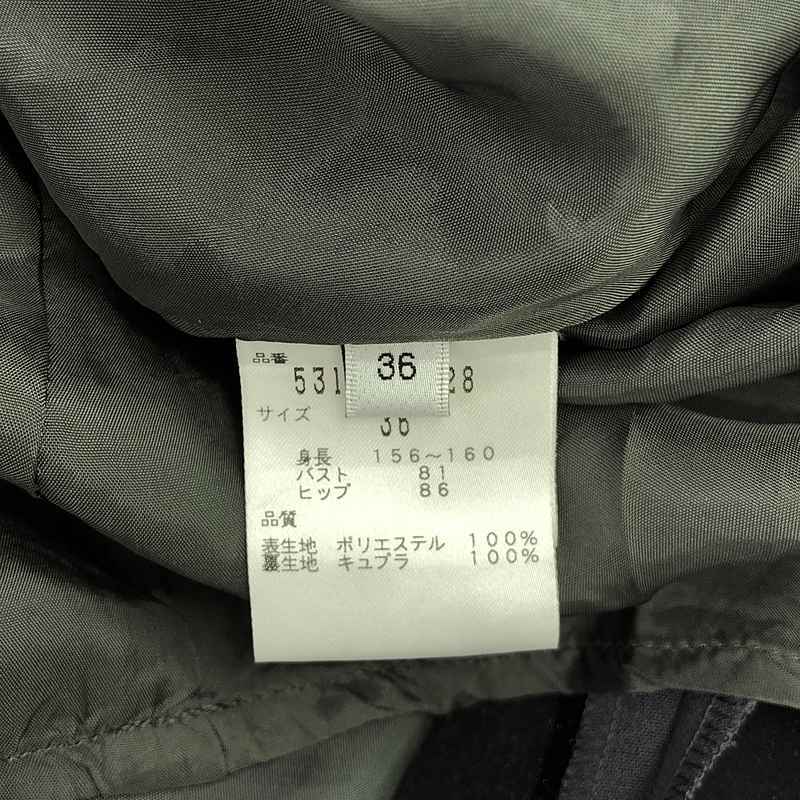 品番
36
531 28
サイズ
36
身長 156～160
バスト 81
ヒップ 86
品質
表生地 ポリエステル 100%
裏生地 キュプラ 100%